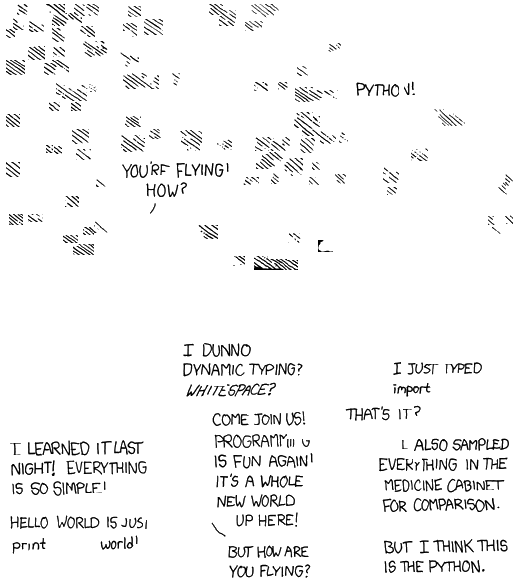 PYTHON!
YOU'RE FLYING!
HOW?
I DUNNO
DYNAMIC TYPING?
WHITESPACE?
I JUST TYPED
import
THAT'S IT?
COME JOIN US!
PROGRAMMING
IS FUN AGAIN!
IT'S A WHOLE
NEW WORLD
UP HERE!
BUT HOW ARE
YOU FLYING?
I LEARNED IT LAST
NIGHT! EVERYTHING
IS SO SIMPLE!
HELLO WORLD IS JUST
print world!
I ALSO SAMPLED
EVERYTHING IN THE
MEDICINE CABINET
FOR COMPARISON.
BUT I THINK THIS
IS THE PYTHON.